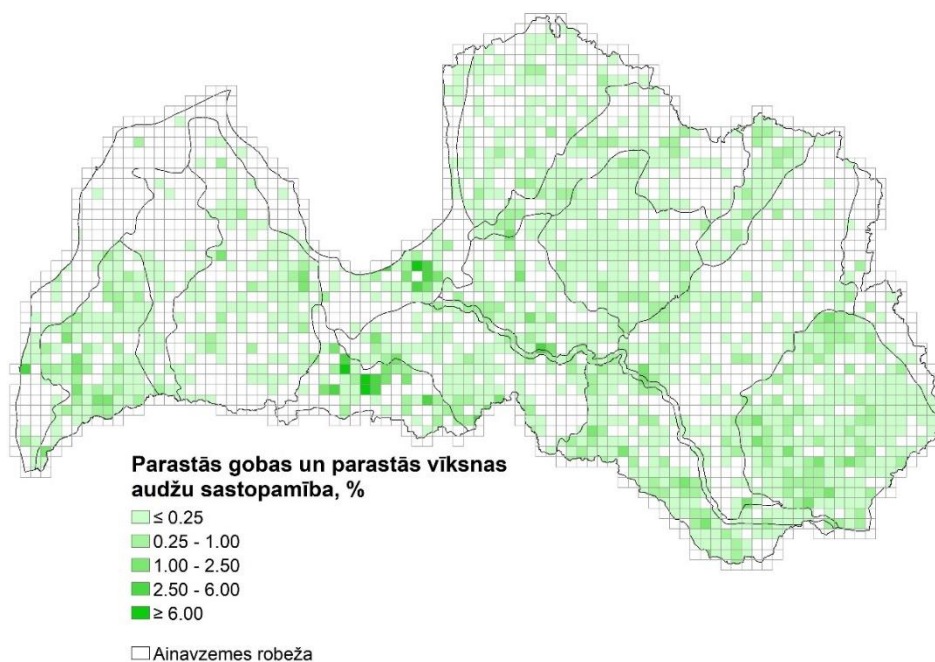 Parastās gobas un parastās vīksnas
audžu sastopamība, %
≤ 0.25
0.25 - 1.00
1.00 - 2.50
2.50 - 6.00
≥ 6.00
Ainavzemes robeža